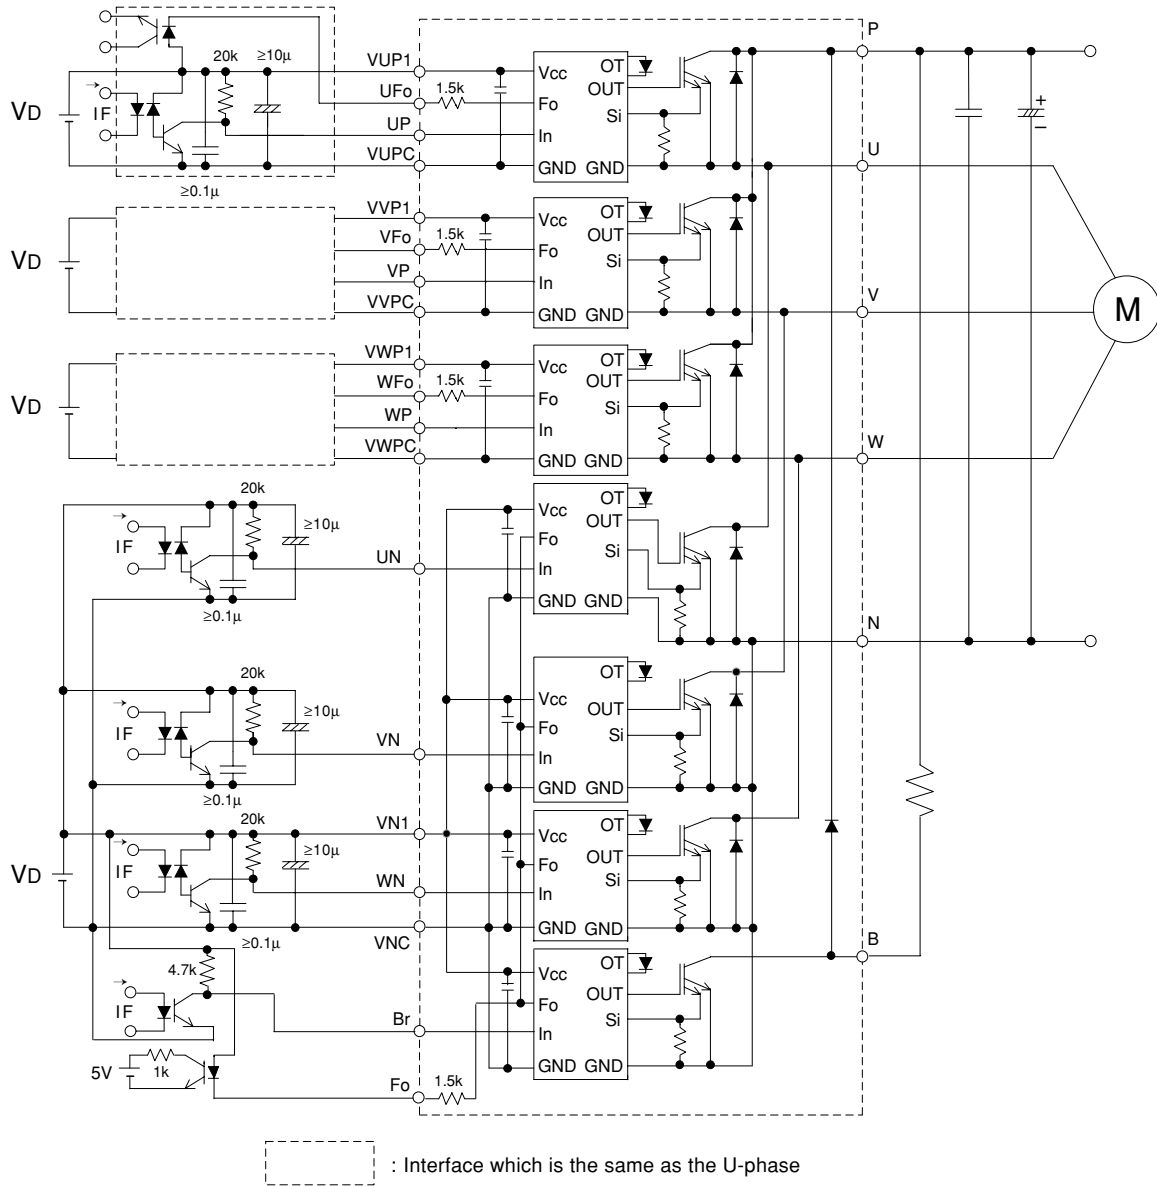 P
20k ≥10μ VUP1 Vcc OT
VD IF UFo 1.5k Fo OUT + −
UP In Si
VUPC GND GND U
≥0.1μ
VVP1 Vcc OT
VD VFo 1.5k Fo OUT
VP In Si
VVPC GND GND V M
VWP1 Vcc OT
VD WFo 1.5k Fo OUT
WP In Si
VWPC GND GND W
20k ≥10μ Vcc OT
IF Fo OUT
UN In Si
≥0.1μ GND GND N
20k ≥10μ Vcc OT
IF Fo OUT
VN In Si
≥0.1μ GND GND
20k ≥10μ VN1 Vcc OT
VD IF Fo OUT
WN In Si
≥0.1μ VNC GND GND B
4.7k Vcc OT
IF Fo OUT
Br In Si
5V 1k GND GND
Fo 1.5k
: Interface which is the same as the U-phase